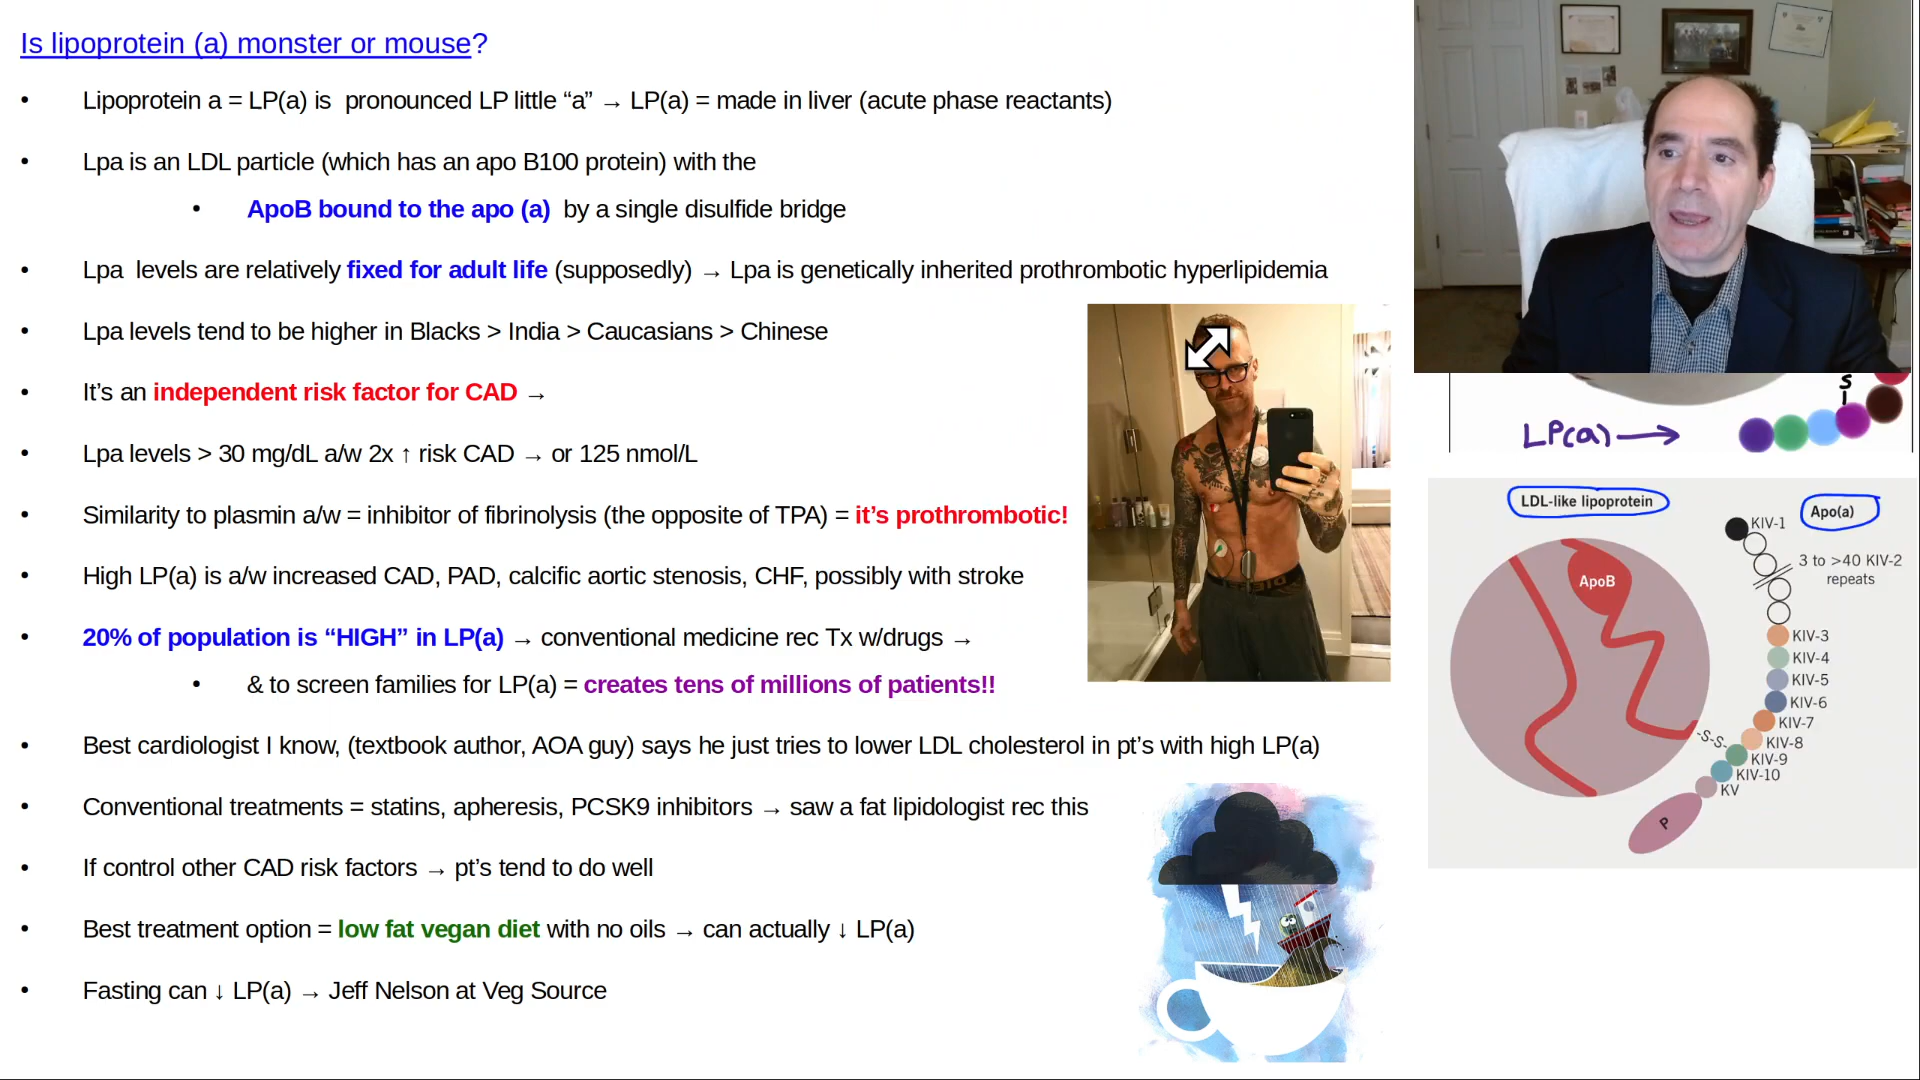 Is lipoprotein (a) monster or mouse?
• Lipoprotein a = LP(a) is pronounced LP little “a” → LP(a) = made in liver (acute phase reactants)
• Lpa is an LDL particle (which has an apo B100 protein) with the
• ApoB bound to the apo (a) by a single disulfide bridge
• Lpa levels are relatively fixed for adult life (supposedly) → Lpa is genetically inherited prothrombotic hyperlipidemia
• Lpa levels tend to be higher in Blacks > India > Caucasians > Chinese
• It’s an independent risk factor for CAD →
• Lpa levels > 30 mg/dL a/w 2x ↑ risk CAD → or 125 nmol/L
• Similarity to plasmin a/w = inhibitor of fibrinolysis (the opposite of TPA) = it’s prothrombotic!
• High LP(a) is a/w increased CAD, PAD, calcific aortic stenosis, CHF, possibly with stroke
• 20% of population is “HIGH” in LP(a) → conventional medicine rec Tx w/drugs →
• & to screen families for LP(a) = creates tens of millions of patients!!
• Best cardiologist I know, (textbook author, AOA guy) says he just tries to lower LDL cholesterol in pt’s with high LP(a)
• Conventional treatments = statins, apheresis, PCSK9 inhibitors → saw a fat lipidologist rec this
• If control other CAD risk factors → pt’s tend to do well
• Best treatment option = low fat vegan diet with no oils → can actually ↓ LP(a)
• Fasting can ↓ LP(a) → Jeff Nelson at Veg Source
S
LP(a) →
LDL-like lipoprotein
Apo(a)
KIV-1
3 to >40 KIV-2
repeats
ApoB
KIV-3
KIV-4
KIV-5
KIV-6
KIV-7
-S-S-
KIV-8
KIV-9
KIV-10
KV
P